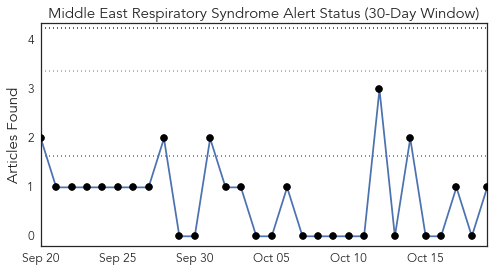 Middle East Respiratory Syndrome Alert Status (30-Day Window)
Articles Found
4
3
2
1
0
Sep 20
Sep 25
Sep 30
Oct 05
Oct 10
Oct 15